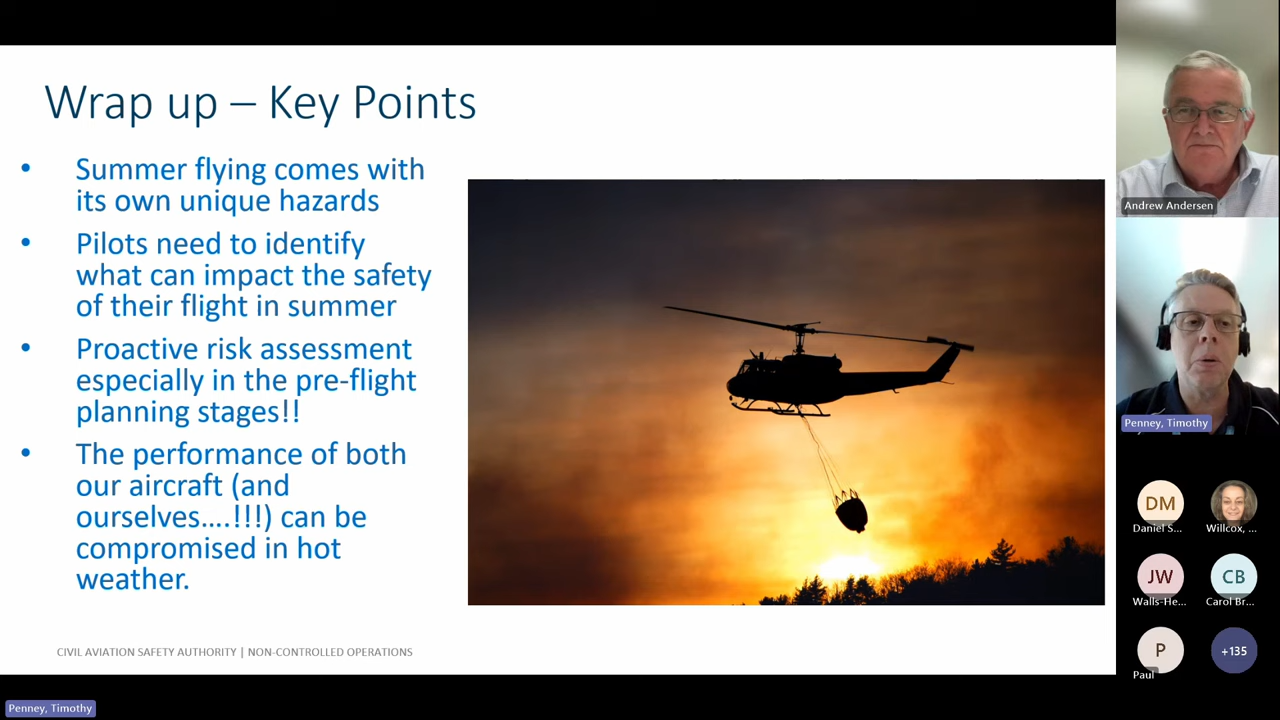 Wrap up – Key Points
• Summer flying comes with
its own unique hazards
• Pilots need to identify
what can impact the safety
of their flight in summer
• Proactive risk assessment
especially in the pre-flight
planning stages!!
• The performance of both
our aircraft (and
ourselves....!!!) can be
compromised in hot
weather.
CIVIL AVIATION SAFETY AUTHORITY | NON-CONTROLLED OPERATIONS
Penney, Timothy
Andrew Andersen
Penney, Timothy
DM
Daniel S...
Willcox, ...
JW
Walls-He...
CB
Carol Br...
P
Paul
+135